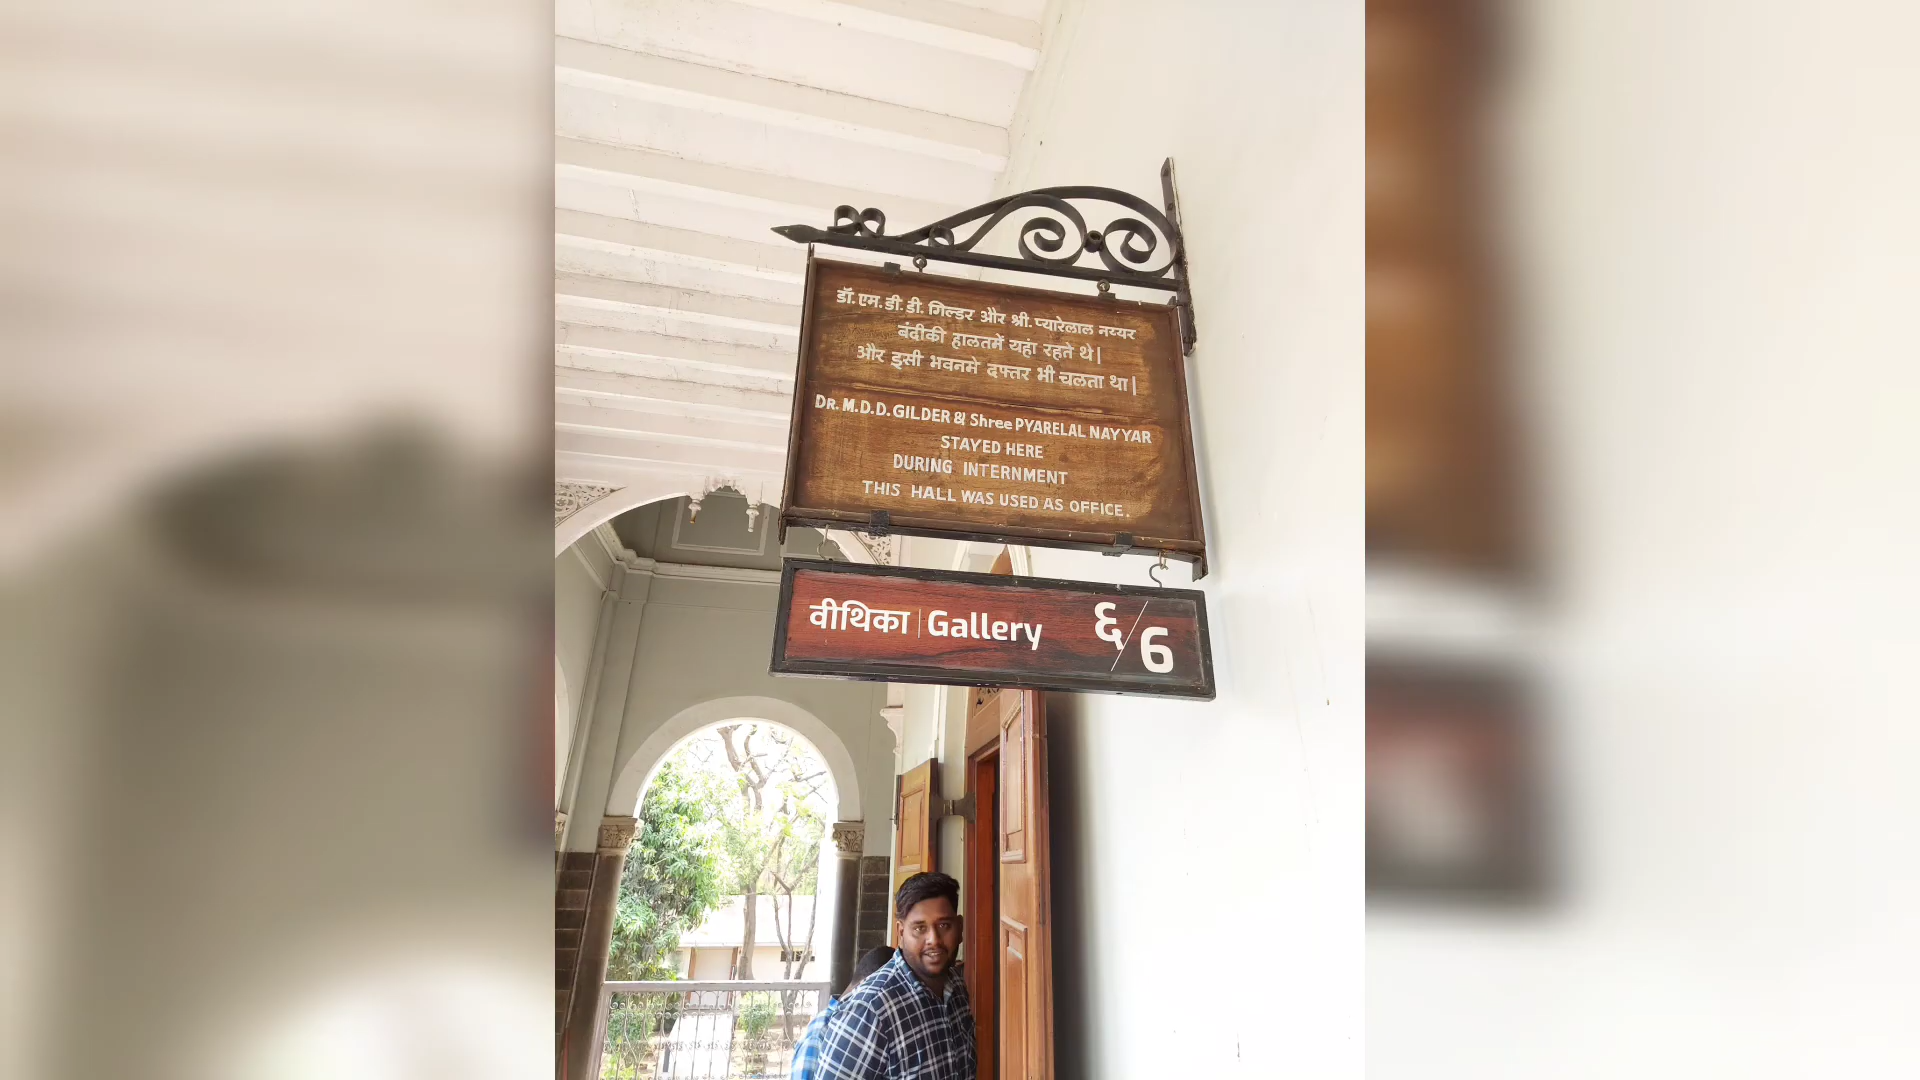 डॉ. एम. डी. डी. गिल्डर और श्री. प्यारेलाल नय्यर
बंदीकी हालतमें यहां रहते थे|
और इसी भवनमे दफ्तर भी चलता था|
DR. M.D.D. GILDER & Shree PYARELAL NAYYAR
STAYED HERE
DURING INTERNMENT
THIS HALL WAS USED AS OFFICE.
वीथिका | Gallery ६/6